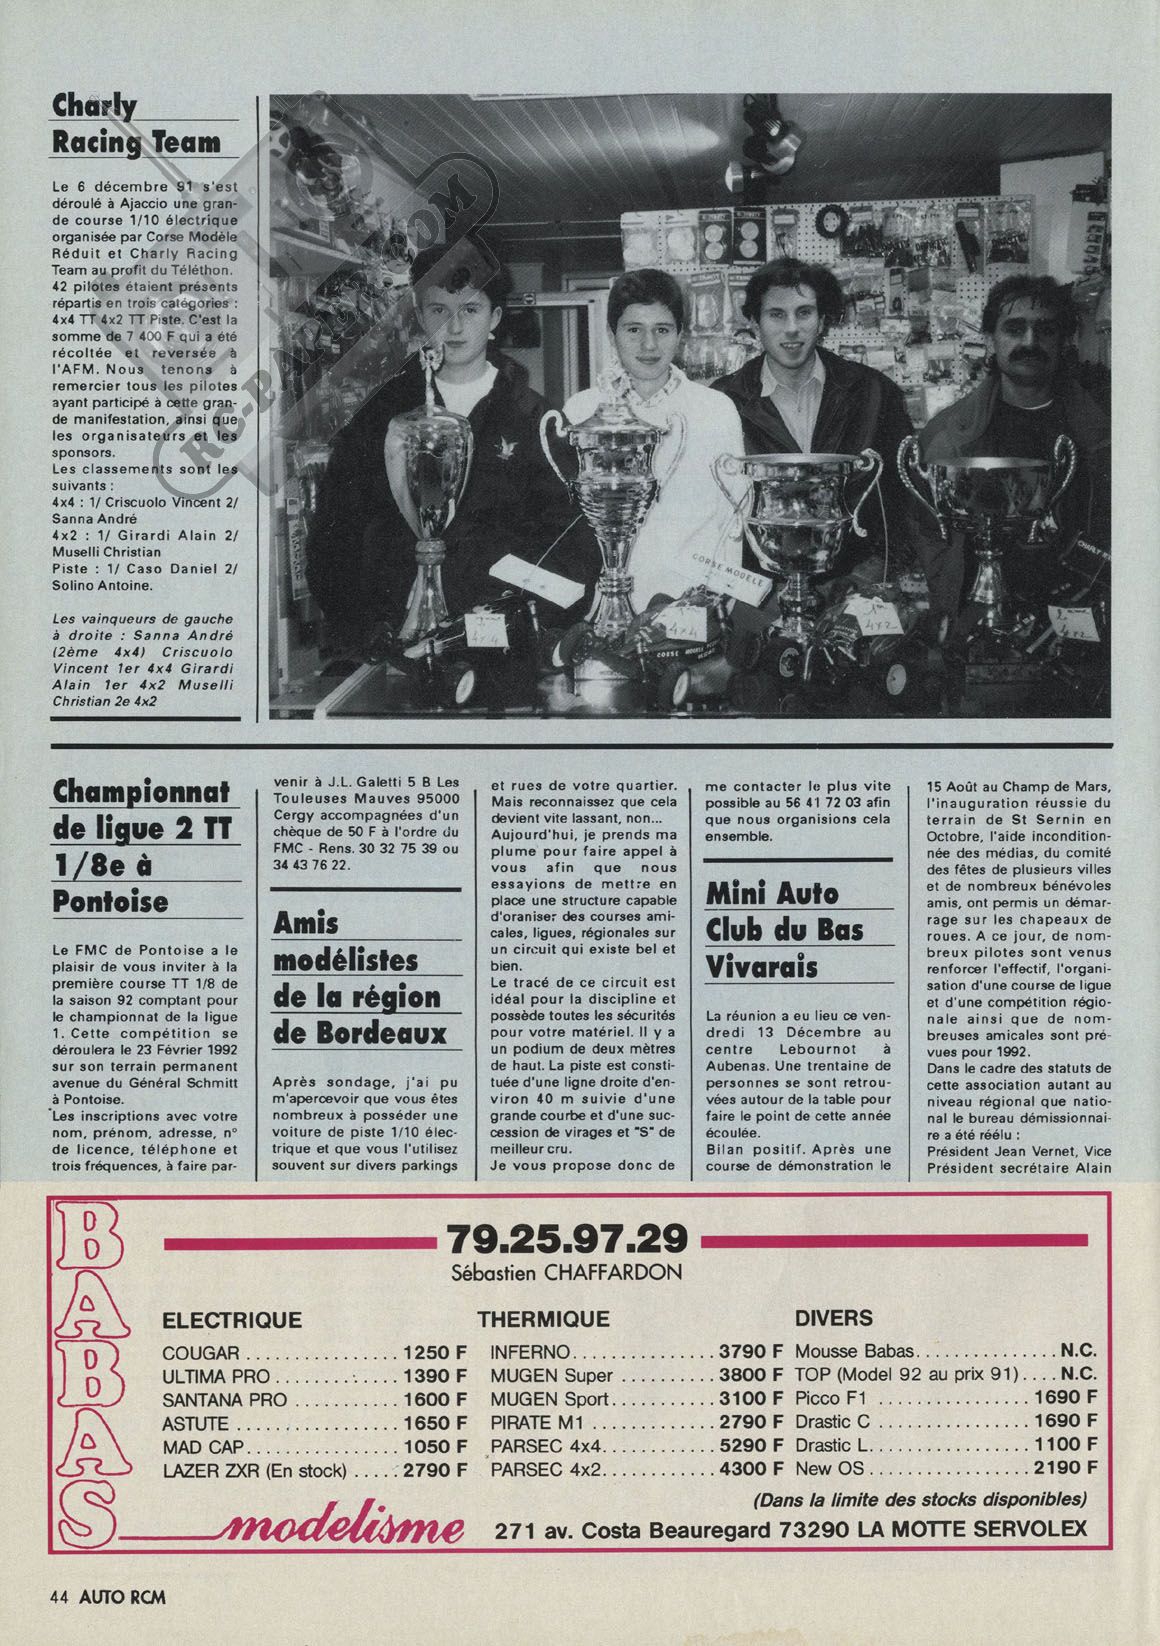 Charly
Racing Team
Le 6 décembre 91 s'est
déroulé à Ajaccio une gran-
de course 1/10 électrique
organisée par Corse Modèle
Réduit et Charly Racing
Team au profit du Téléthon.
42 pilotes étaient présents
répartis en trois catégories :
4x4 TT 4x2 TT Piste. C'est la
somme de 7 400 F qui a été
récoltée et reversée à
l'AFM. Nous tenons à
remercier tous les pilotes
ayant participé à cette gran-
de manifestation, ainsi que
les organisateurs et les
sponsors.
Les classements sont les
suivants :
4x4 : 1/ Criscuolo Vincent 2/
Sanna André
4x2 : 1/ Girardi Alain 2/
Muselli Christian
Piste : 1/ Caso Daniel 2/
Solino Antoine.
Les vainqueurs de gauche
à droite : Sanna André
(2ème 4x4) Criscuolo
Vincent 1er 4x4 Girardi
Alain 1er 4x2 Muselli
Christian 2e 4x2
RC-PAPER.COM
CORSE MODÈLE
4x4
4x4
4x2
4x2
Championnat
de ligue 2 TT
1/8e à
Pontoise
Le FMC de Pontoise a le
plaisir de vous inviter à la
première course TT 1/8 de
la saison 92 comptant pour
le championnat de la ligue
1. Cette compétition se
déroulera le 23 Février 1992
sur son terrain permanent
avenue du Général Schmitt
à Pontoise.
Les inscriptions avec votre
nom, prénom, adresse, n°
de licence, téléphone et
trois fréquences, à faire par-
venir à J.L. Galetti 5 B Les
Touleuses Mauves 95000
Cergy accompagnées d'un
chèque de 50 F à l'ordre du
FMC - Rens. 30 32 75 39 ou
34 43 76 22.
Amis
modélistes
de la région
de Bordeaux
Après sondage, j'ai pu
m'apercevoir que vous êtes
nombreux à posséder une
voiture de piste 1/10 élec-
trique et que vous l'utilisez
souvent sur divers parkings
et rues de votre quartier.
Mais reconnaissez que cela
devient vite lassant, non...
Aujourd'hui, je prends ma
plume pour faire appel à
vous afin que nous
essayions de mettre en
place une structure capable
d'oraniser des courses ami-
cales, ligues, régionales sur
un circuit qui existe bel et
bien.
Le tracé de ce circuit est
idéal pour la discipline et
possède toutes les sécurités
pour votre matériel. Il y a
un podium de deux mètres
de haut. La piste est consti-
tuée d'une ligne droite d'en-
viron 40 m suivie d'une
grande courbe et d'une suc-
cession de virages et "S" de
meilleur cru.
Je vous propose donc de
me contacter le plus vite
possible au 56 41 72 03 afin
que nous organisions cela
ensemble.
Mini Auto
Club du Bas
Vivarais
La réunion a eu lieu ce ven-
dredi 13 Décembre au
centre Lebournot à
Aubenas. Une trentaine de
personnes se sont retrou-
vées autour de la table pour
faire le point de cette année
écoulée.
Bilan positif. Après une
course de démonstration le
15 Août au Champ de Mars,
l'inauguration réussie du
terrain de St Sernin en
Octobre, l'aide incondition-
née des médias, du comité
des fêtes de plusieurs villes
et de nombreux bénévoles
amis, ont permis un démar-
rage sur les chapeaux de
roues. A ce jour, de nom-
breux pilotes sont venus
renforcer l'effectif, l'organi-
sation d'une course de ligue
et d'une compétition régio-
nale ainsi que de nom-
breuses amicales sont pré-
vues pour 1992.
Dans le cadre des statuts de
cette association autant au
niveau régional que natio-
nal le bureau démissionnai-
re a été réélu :
Président Jean Vernet, Vice
Président secrétaire Alain
BABAS
modelisme
79.25.97.29
Sébastien CHAFFARDON
ELECTRIQUE
COUGAR ................ 1250 F
ULTIMA PRO ............. 1390 F
SANTANA PRO ........... 1600 F
ASTUTE ................. 1650 F
MAD CAP ................ 1050 F
LAZER ZXR (En stock) ..... 2790 F
THERMIQUE
INFERNO ............... 3790 F
MUGEN Super .......... 3800 F
MUGEN Sport ........... 3100 F
PIRATE M1 ............. 2790 F
PARSEC 4x4 ............ 5290 F
PARSEC 4x2 ............ 4300 F
DIVERS
Mousse Babas ............... N.C.
TOP (Model 92 au prix 91) .... N.C.
Picco F1 ................. 1690 F
Drastic C ................. 1690 F
Drastic L ................. 1100 F
New OS ................. 2190 F
(Dans la limite des stocks disponibles)
271 av. Costa Beauregard 73290 LA MOTTE SERVOLEX
44 AUTO RCM